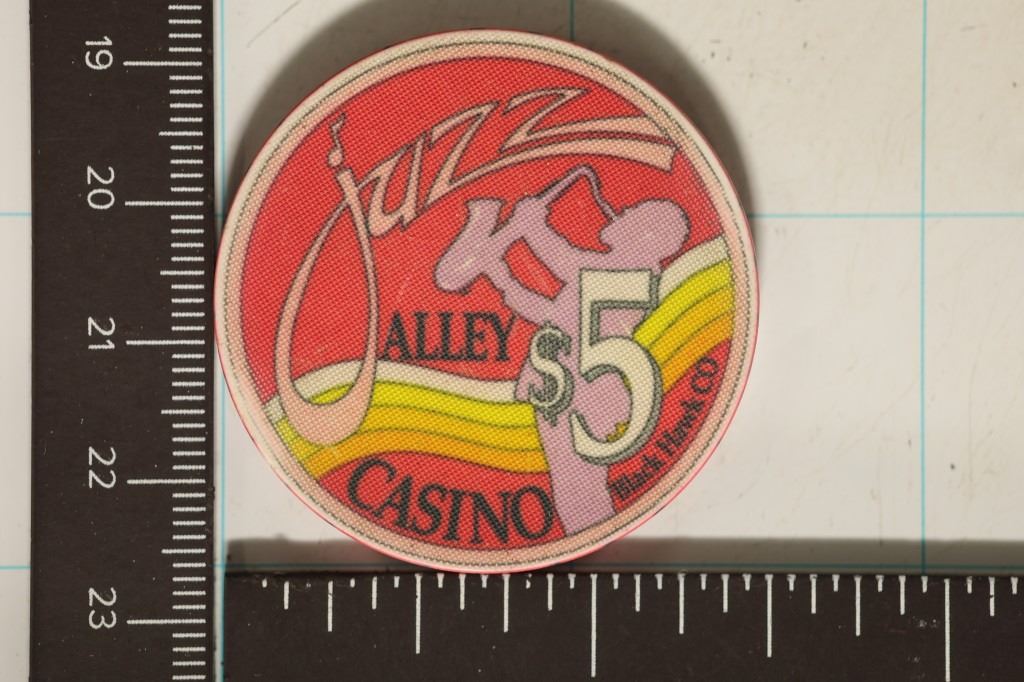 19
20
21
22
23
Jazz
ALLEY
$5
CASINO
Black Hawk CO